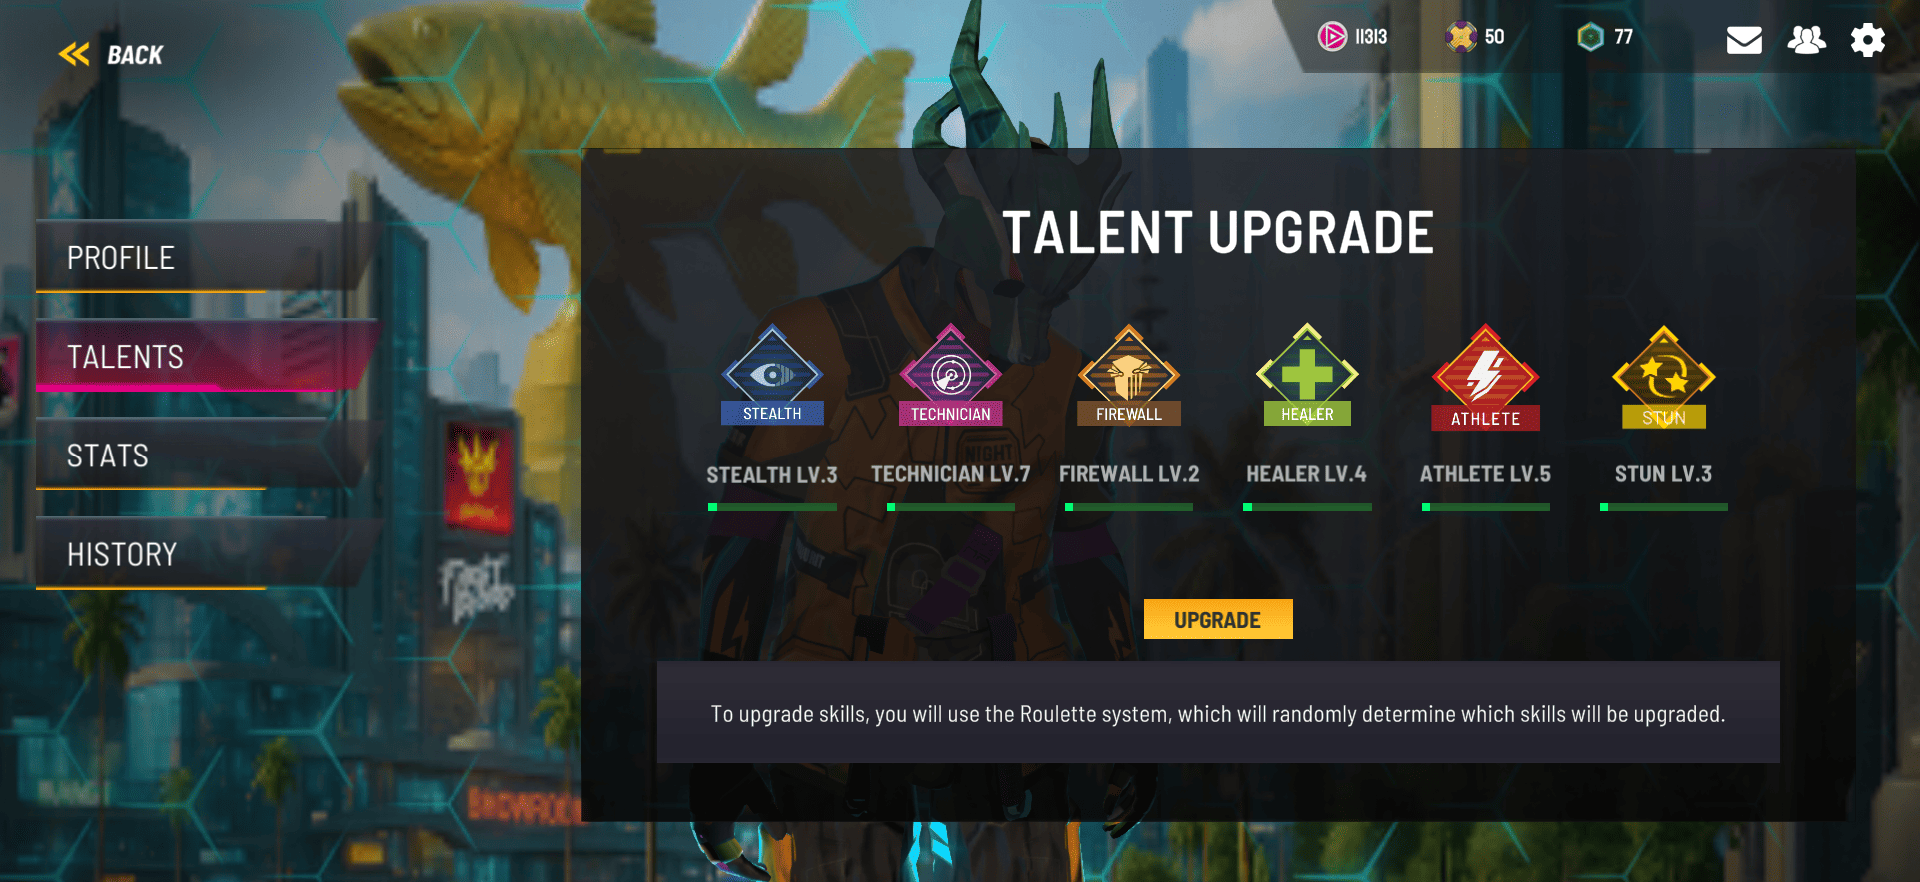 BACK
11313
50
77
PROFILE
TALENTS
STATS
HISTORY
TALENT UPGRADE
STEALTH
TECHNICIAN
FIREWALL
HEALER
ATHLETE
STUN
STEALTH LV.3
TECHNICIAN LV.7
FIREWALL LV.2
HEALER LV.4
ATHLETE LV.5
STUN LV.3
NIGHT
UPGRADE
To upgrade skills, you will use the Roulette system, which will randomly determine which skills will be upgraded.